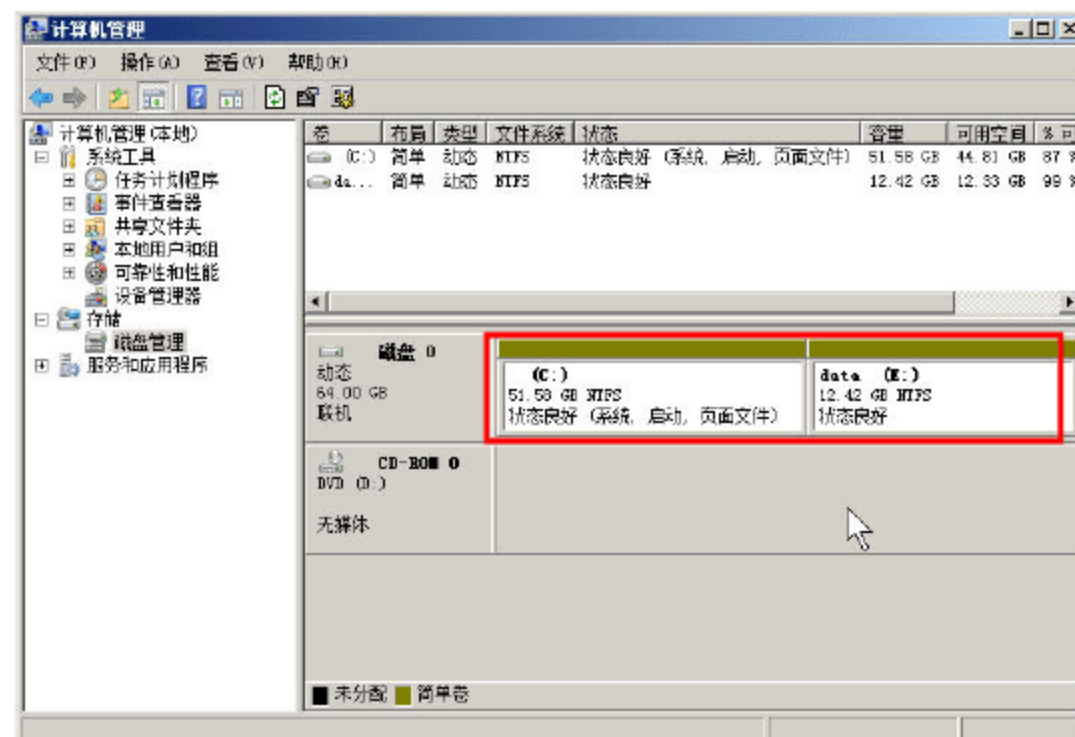 计算机管理
文件(F) 操作(A) 查看(V) 帮助(H)
计算机管理(本地)
系统工具
任务计划程序
事件查看器
共享文件夹
本地用户和组
可靠性和性能
设备管理器
存储
磁盘管理
服务和应用程序
卷 布局 类型 文件系统 状态 容量 可用空间 % 可
(C:) 简单 动态 NTFS 状态良好 (系统, 启动, 页面文件) 51.58 GB 44.81 GB 87 %
da... 简单 动态 NTFS 状态良好 12.42 GB 12.33 GB 99 %
磁盘 0
动态
64.00 GB
联机
(C:)
51.58 GB NTFS
状态良好 (系统, 启动, 页面文件)
data (E:)
12.42 GB NTFS
状态良好
CD-ROM 0
DVD (D:)
无媒体
未分配 简单卷